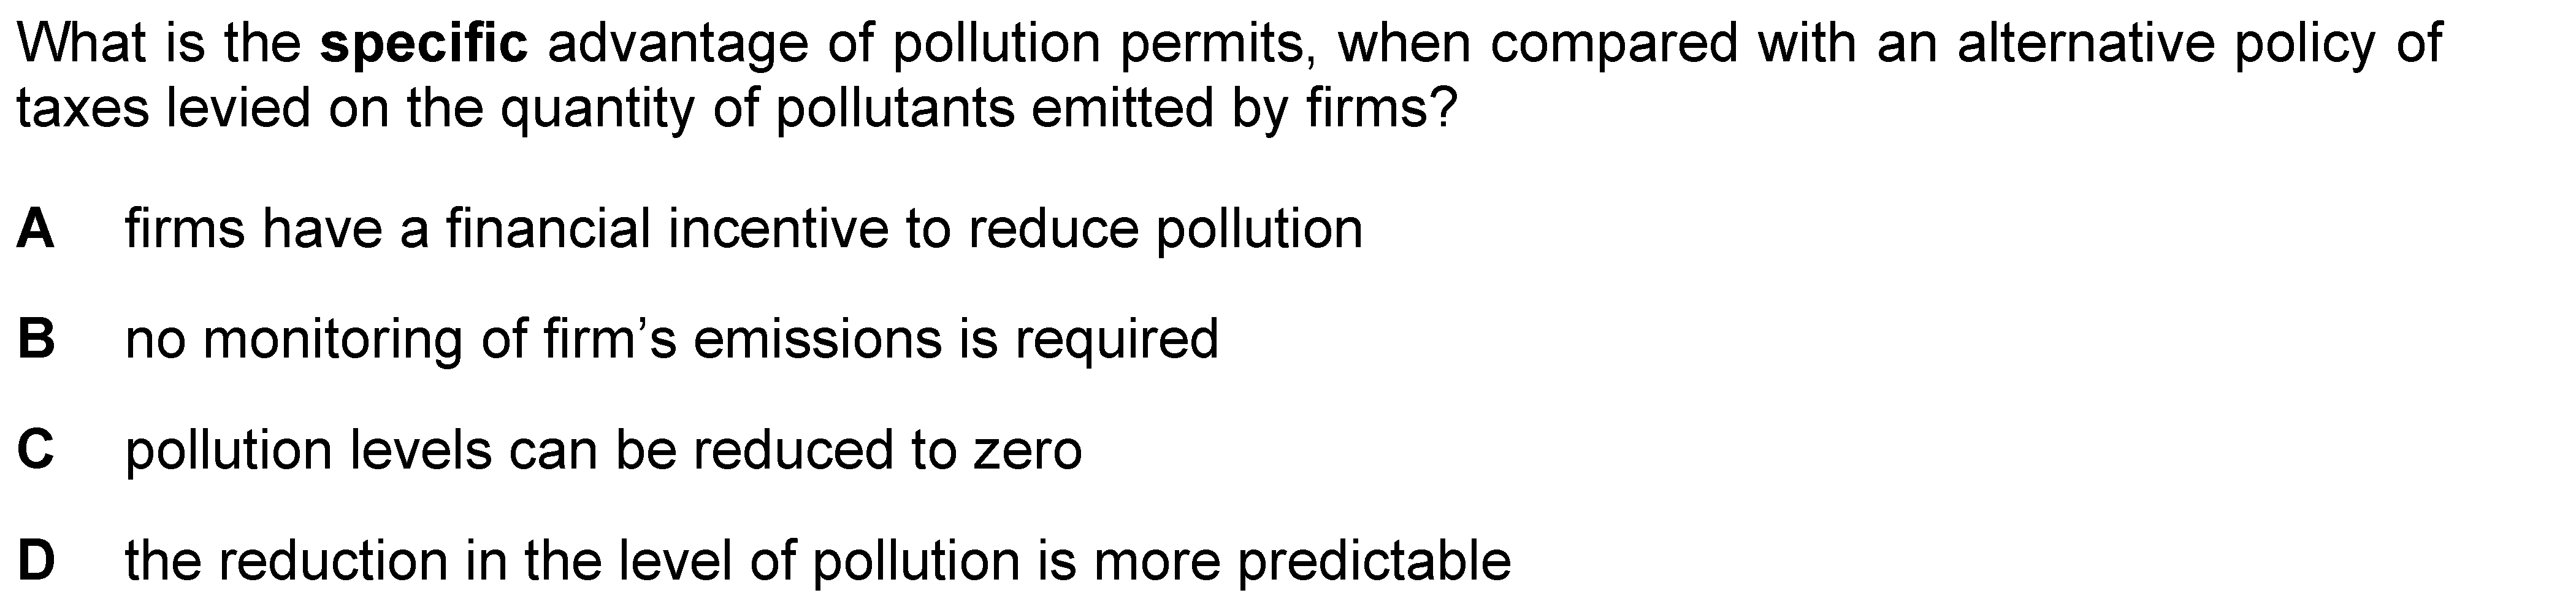 What is the specific advantage of pollution permits, when compared with an alternative policy of
taxes levied on the quantity of pollutants emitted by firms?
A firms have a financial incentive to reduce pollution
B no monitoring of firm’s emissions is required
C pollution levels can be reduced to zero
D the reduction in the level of pollution is more predictable